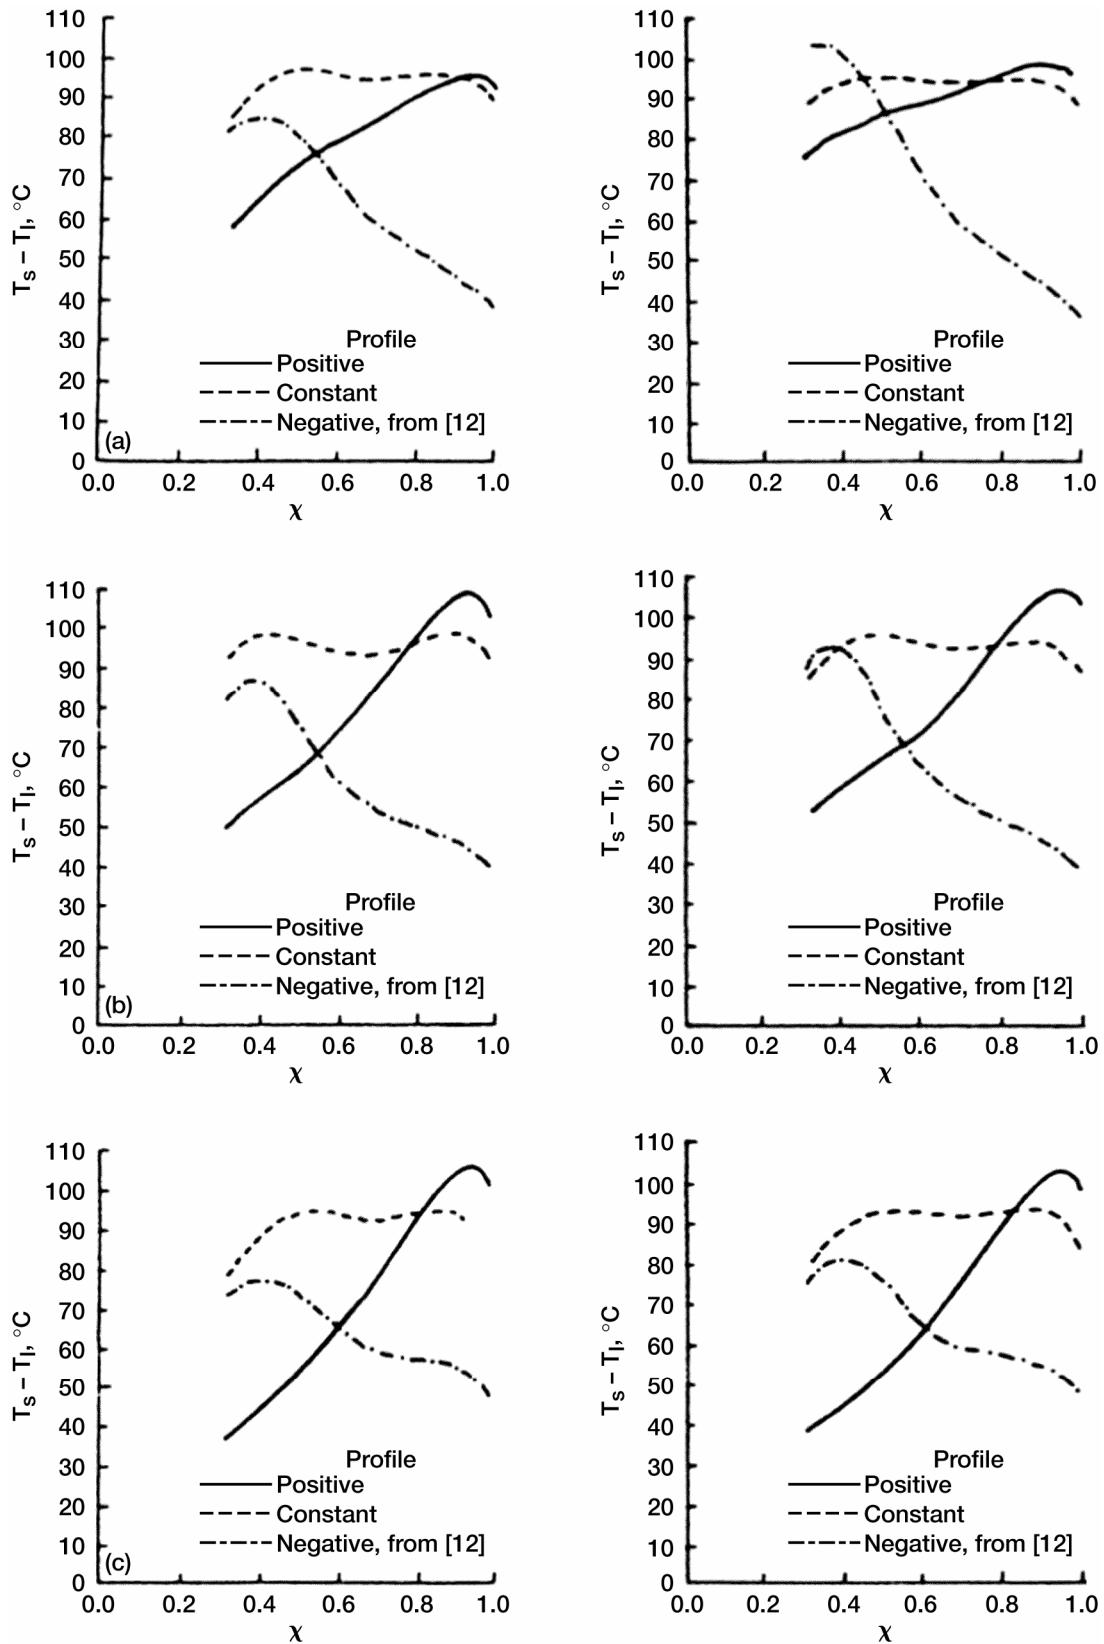 110
100
90
80
70
60
50
40
30
20
10
0
Ts – Tl, °C
Profile
Positive
Constant
Negative, from [12]
(a)
0.0 0.2 0.4 0.6 0.8 1.0
χ
110
100
90
80
70
60
50
40
30
20
10
0
Ts – Tl, °C
Profile
Positive
Constant
Negative, from [12]
0.0 0.2 0.4 0.6 0.8 1.0
χ
110
100
90
80
70
60
50
40
30
20
10
0
Ts – Tl, °C
Profile
Positive
Constant
Negative, from [12]
(b)
0.0 0.2 0.4 0.6 0.8 1.0
χ
110
100
90
80
70
60
50
40
30
20
10
0
Ts – Tl, °C
Profile
Positive
Constant
Negative, from [12]
0.0 0.2 0.4 0.6 0.8 1.0
χ
110
100
90
80
70
60
50
40
30
20
10
0
Ts – Tl, °C
Profile
Positive
Constant
Negative, from [12]
(c)
0.0 0.2 0.4 0.6 0.8 1.0
χ
110
100
90
80
70
60
50
40
30
20
10
0
Ts – Tl, °C
Profile
Positive
Constant
Negative, from [12]
0.0 0.2 0.4 0.6 0.8 1.0
χ